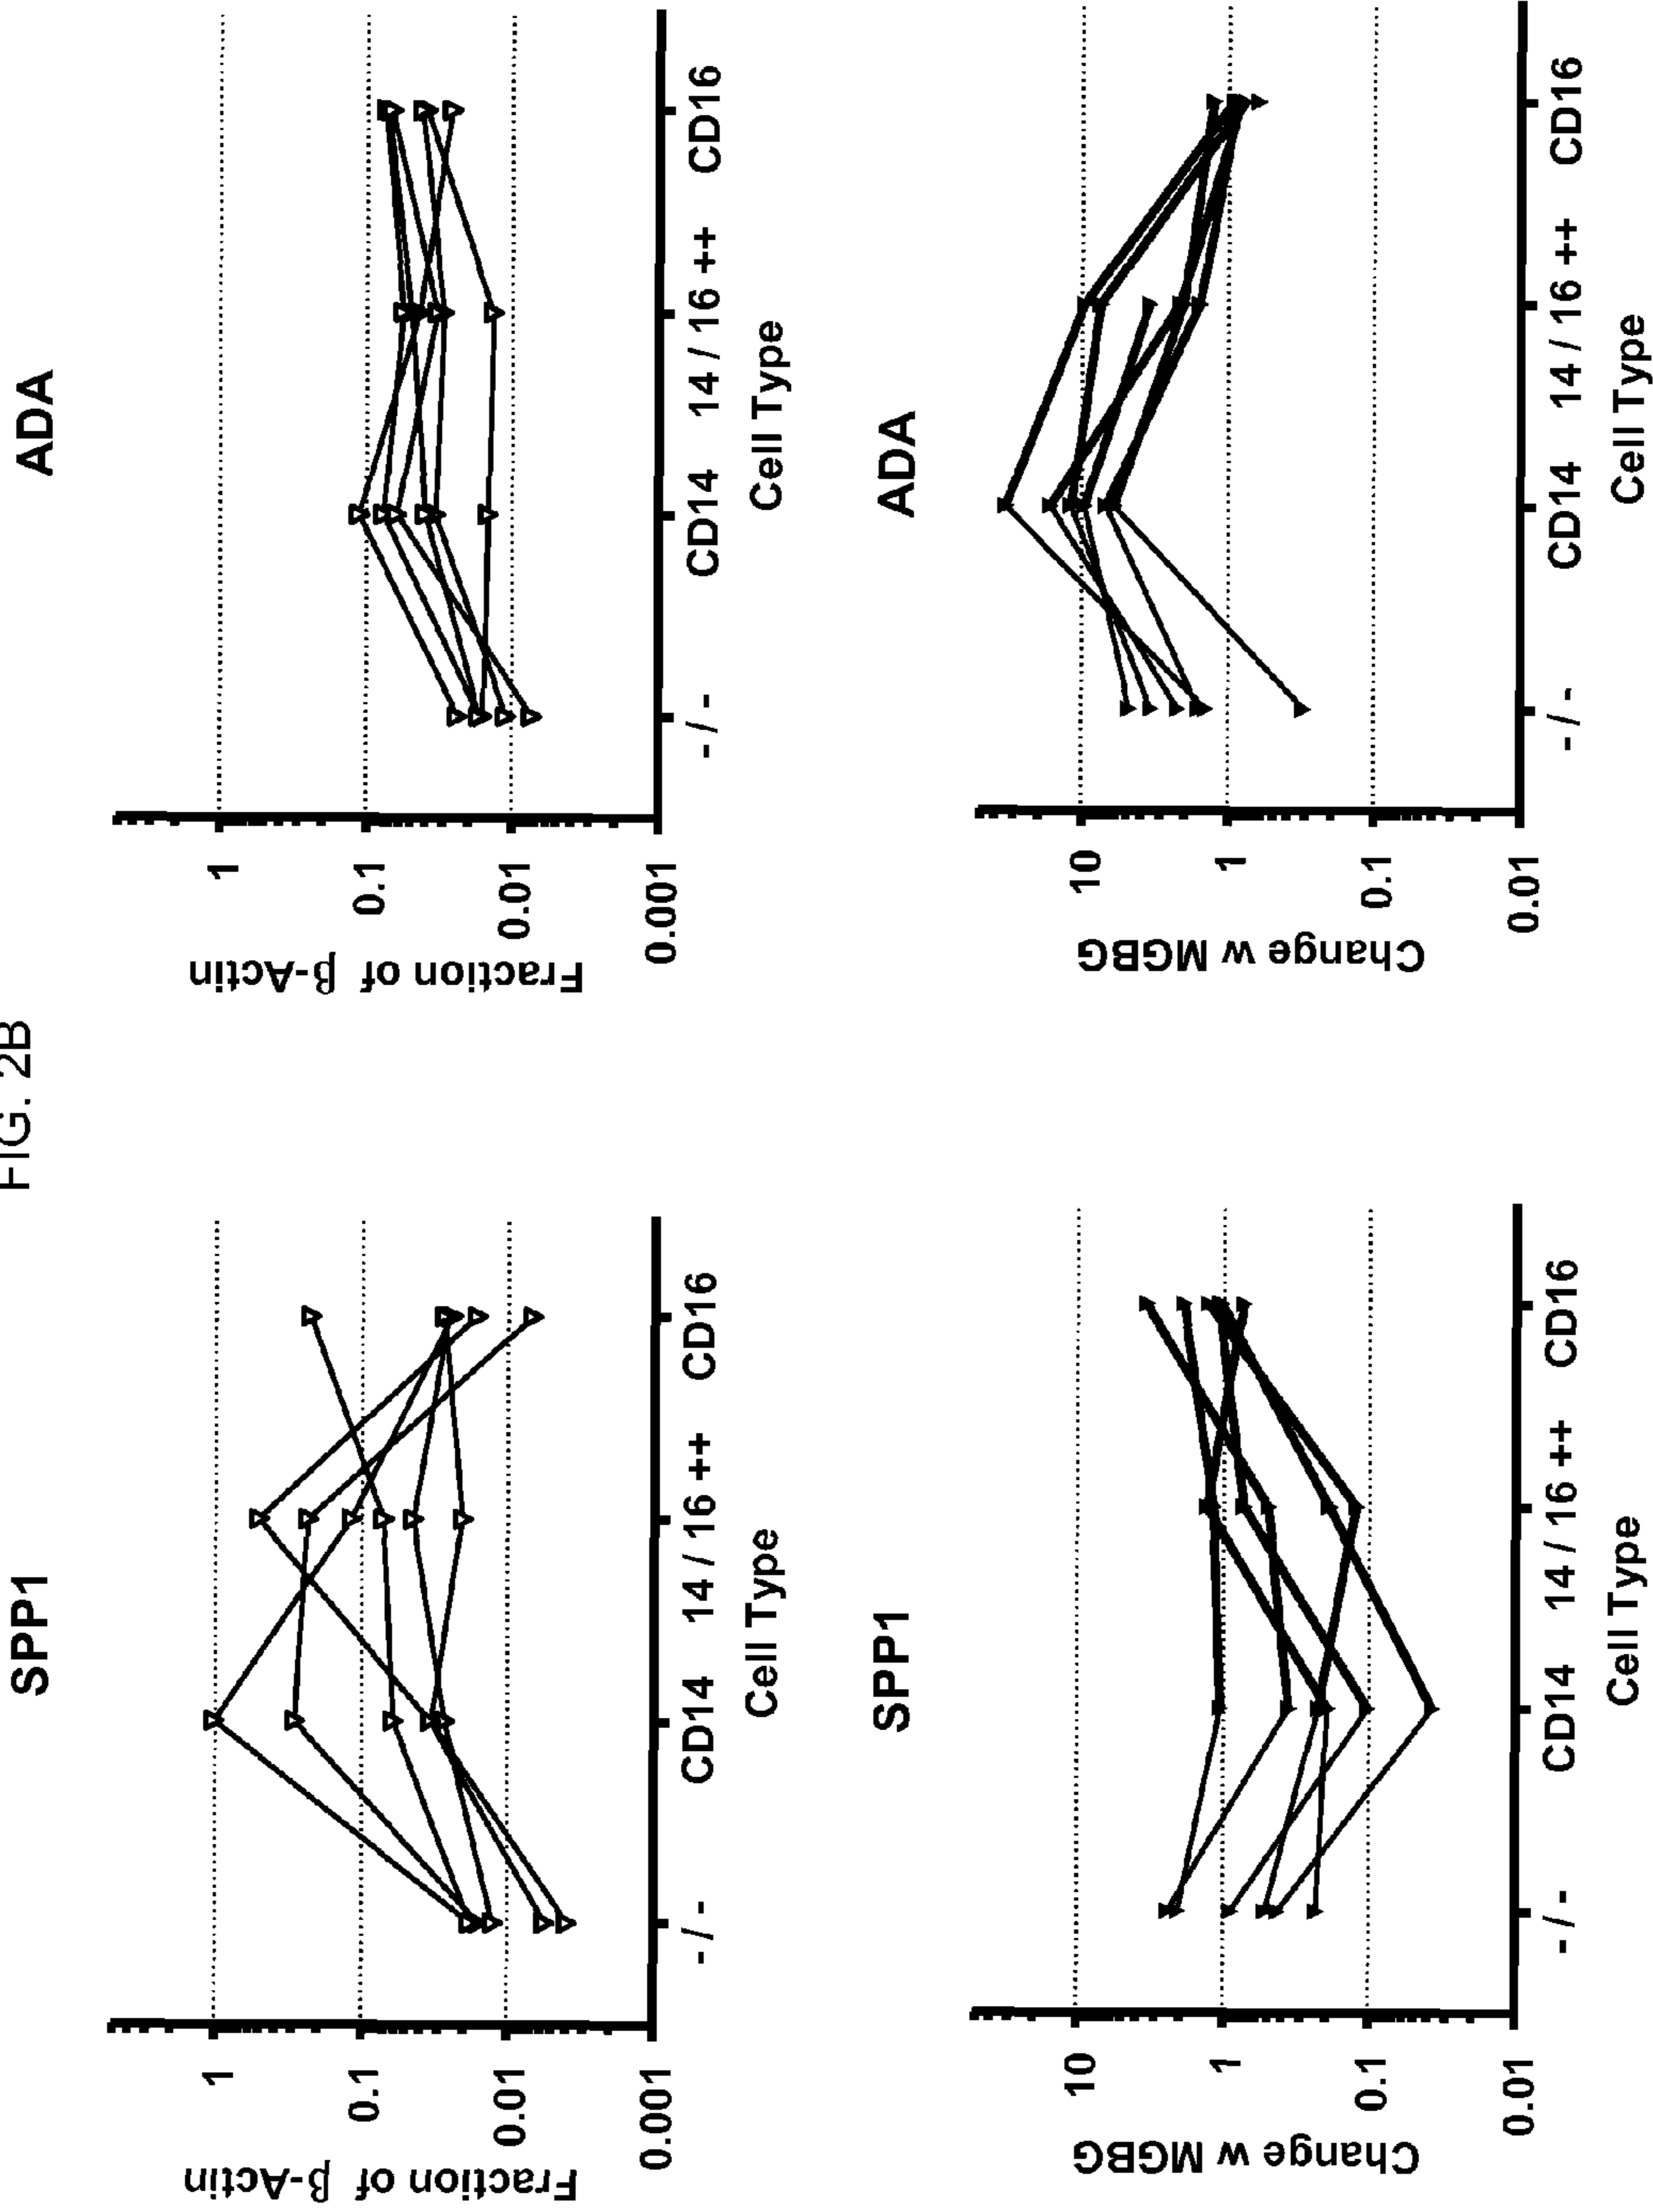 FIG. 2B
SPP1
Fraction of β-Actin
1
0.1
0.01
0.001
-/- CD14 14 / 16 ++ CD16
Cell Type
ADA
Fraction of β-Actin
1
0.1
0.01
0.001
-/- CD14 14 / 16 ++ CD16
Cell Type
SPP1
Change w MGBG
10
1
0.1
0.01
-/- CD14 14 / 16 ++ CD16
Cell Type
ADA
Change w MGBG
10
1
0.1
0.01
-/- CD14 14 / 16 ++ CD16
Cell Type